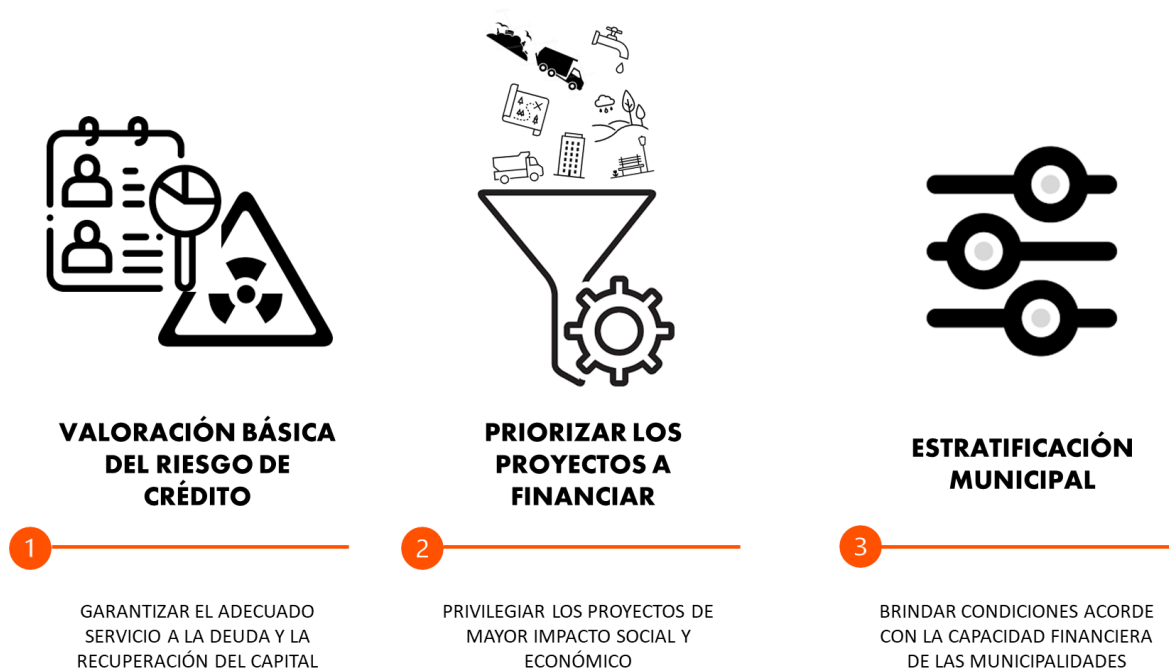 VALORACIÓN BÁSICA
DEL RIESGO DE
CRÉDITO
1
GARANTIZAR EL ADECUADO
SERVICIO A LA DEUDA Y LA
RECUPERACIÓN DEL CAPITAL
PRIORIZAR LOS
PROYECTOS A
FINANCIAR
2
PRIVILEGIAR LOS PROYECTOS DE
MAYOR IMPACTO SOCIAL Y
ECONÓMICO
ESTRATIFICACIÓN
MUNICIPAL
3
BRINDAR CONDICIONES ACORDE
CON LA CAPACIDAD FINANCIERA
DE LAS MUNICIPALIDADES